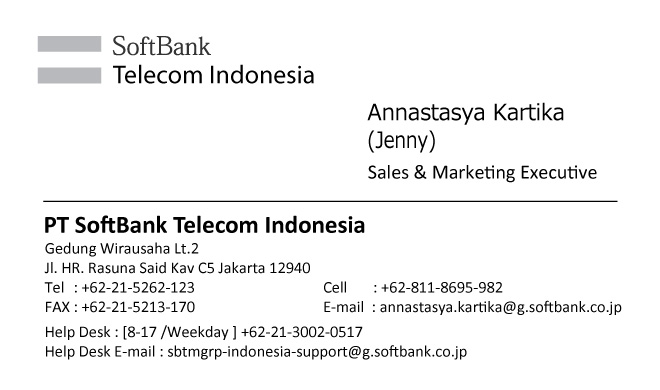 SoftBank
Telecom Indonesia
Annastasya Kartika
(Jenny)
Sales & Marketing Executive
PT SoftBank Telecom Indonesia
Gedung Wirausaha Lt.2
Jl. HR. Rasuna Said Kav C5 Jakarta 12940
Tel : +62-21-5262-123 Cell : +62-811-8695-982
FAX : +62-21-5213-170 E-mail : annastasya.kartika@g.softbank.co.jp
Help Desk : [8-17 /Weekday ] +62-21-3002-0517
Help Desk E-mail : sbtmgrp-indonesia-support@g.softbank.co.jp